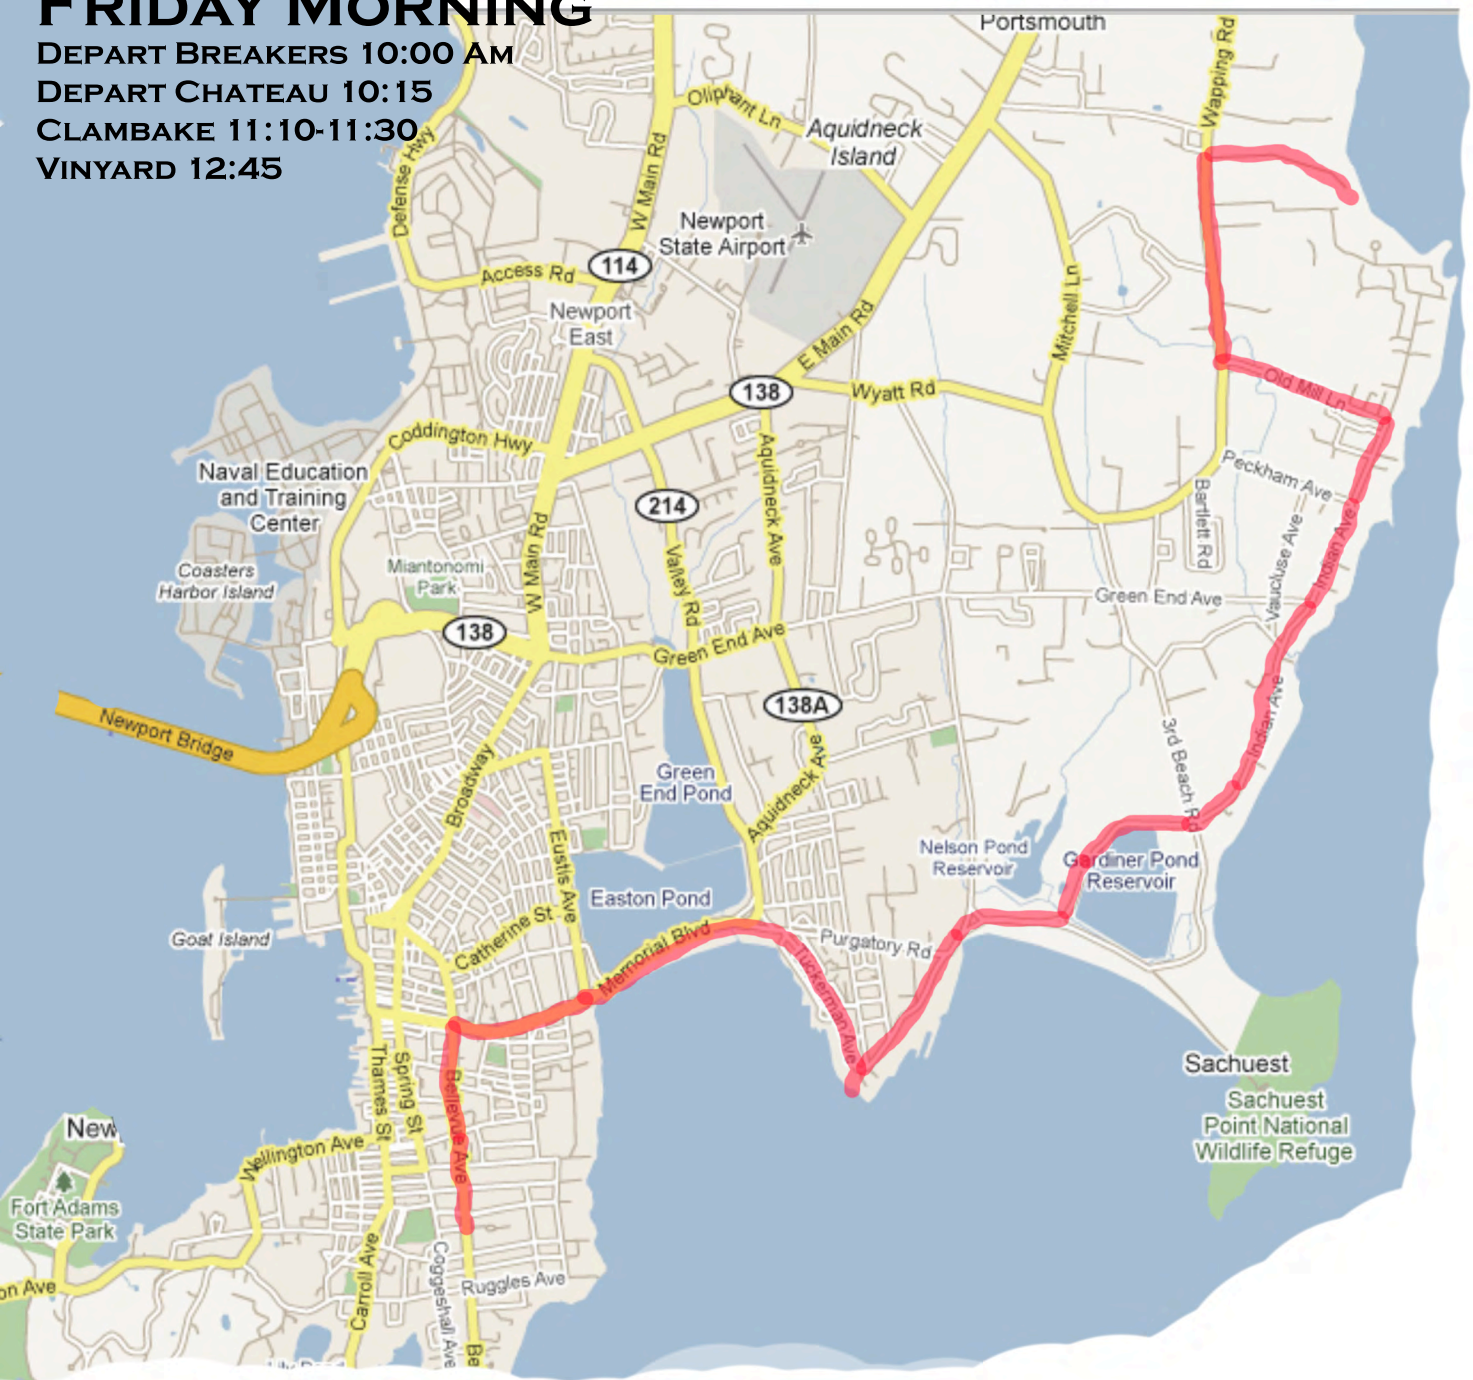 FRIDAY MORNING
DEPART BREAKERS 10:00 AM
DEPART CHATEAU 10:15
CLAMBAKE 11:10-11:30
VINYARD 12:45
Portsmouth
Wapping Rd
Oliphant Ln
Aquidneck
Island
Defense Hwy
W Main Rd
Newport
State Airport
114
Access Rd
Newport
East
Mitchell Ln
E Main Rd
138
Wyatt Rd
Old Mill Ln
Coddington Hwy
Naval Education
and Training
Center
Aquidneck Ave
Peckham Ave
214
Bartlett Rd
W Main Rd
Indian Ave
Vaucluse Ave
Coasters
Harbor Island
Miantonomi
Park
Valley Rd
Green End Ave
138
Green End Ave
138A
Indian Ave
Newport Bridge
3rd Beach Rd
Green
End Pond
Broadway
Aquidneck Ave
Nelson Pond
Reservoir
Gardiner Pond
Reservoir
Eustis Ave
Easton Pond
Goat Island
Catherine St
Memorial Blvd
Purgatory Rd
Tuckerman Ave
Thames St
Spring St
Bellevue Ave
Sachuest
Sachuest
Point National
Wildlife Refuge
New
Wellington Ave
Fort Adams
State Park
Carroll Ave
Coggeshall Ave
Ruggles Ave
on Ave
Be